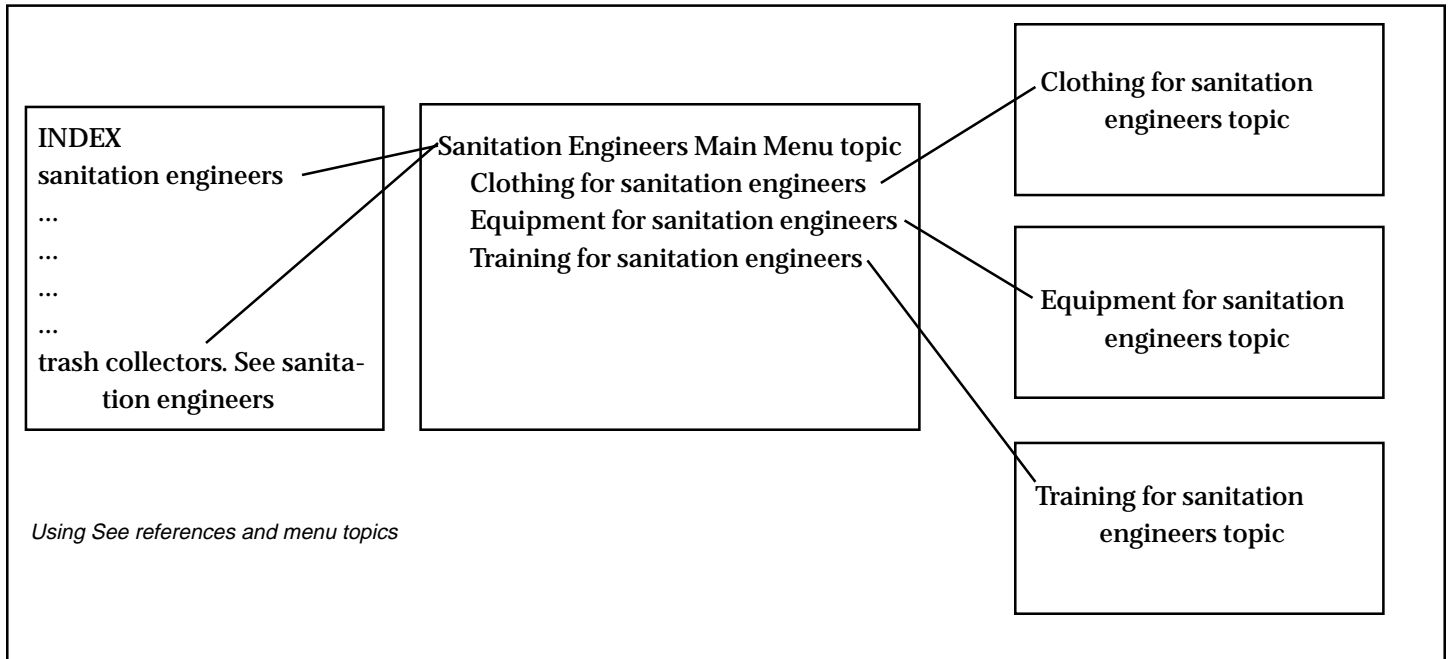 INDEX
sanitation engineers
...
...
...
...
trash collectors. See sanita-
tion engineers
Sanitation Engineers Main Menu topic
Clothing for sanitation engineers
Equipment for sanitation engineers
Training for sanitation engineers
Clothing for sanitation
engineers topic
Equipment for sanitation
engineers topic
Training for sanitation
engineers topic
Using See references and menu topics